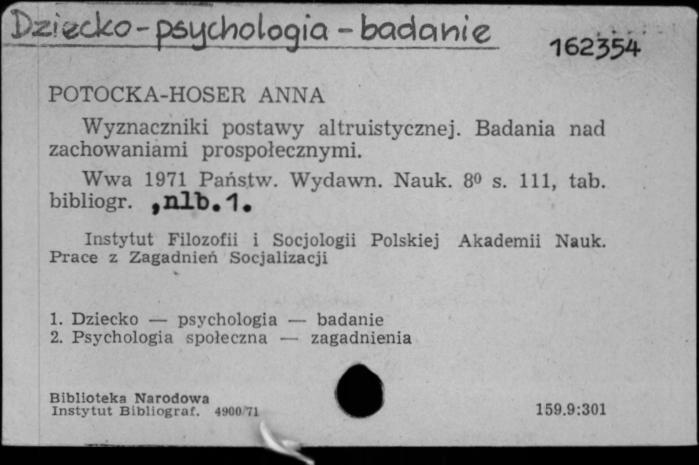 Dziecko - psychologia - badanie
162354
POTOCKA-HOSER ANNA
Wyznaczniki postawy altruistycznej. Badania nad
zachowaniami prospołecznymi.
Wwa 1971 Państw. Wydawn. Nauk. 8⁰ s. 111, tab.
bibliogr. ,nlb.1.
Instytut Filozofii i Socjologii Polskiej Akademii Nauk.
Prace z Zagadnień Socjalizacji
1. Dziecko — psychologia — badanie
2. Psychologia społeczna — zagadnienia
Biblioteka Narodowa
Instytut Bibliograf. 4900/71
159.9:301